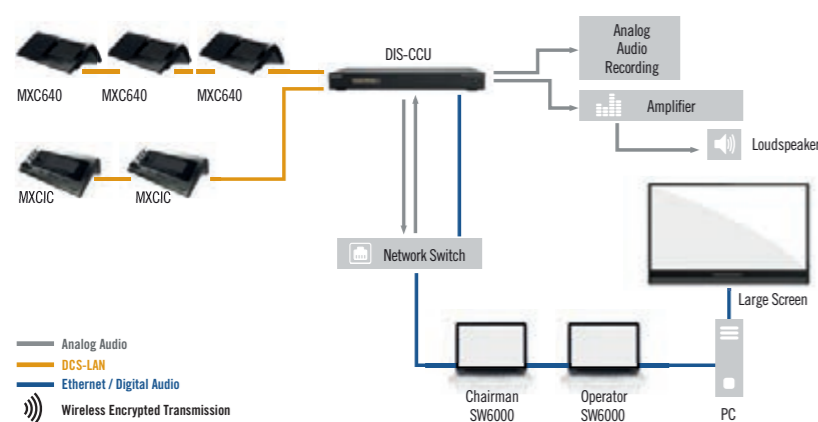 DIS-CCU
Analog
Audio
Recording
MXC640 MXC640 MXC640
Amplifier
Loudspeaker
MXCIC MXCIC
Network Switch
Large Screen
Analog Audio
DCS-LAN
Ethernet / Digital Audio
Wireless Encrypted Transmission
Chairman
SW6000
Operator
SW6000
PC